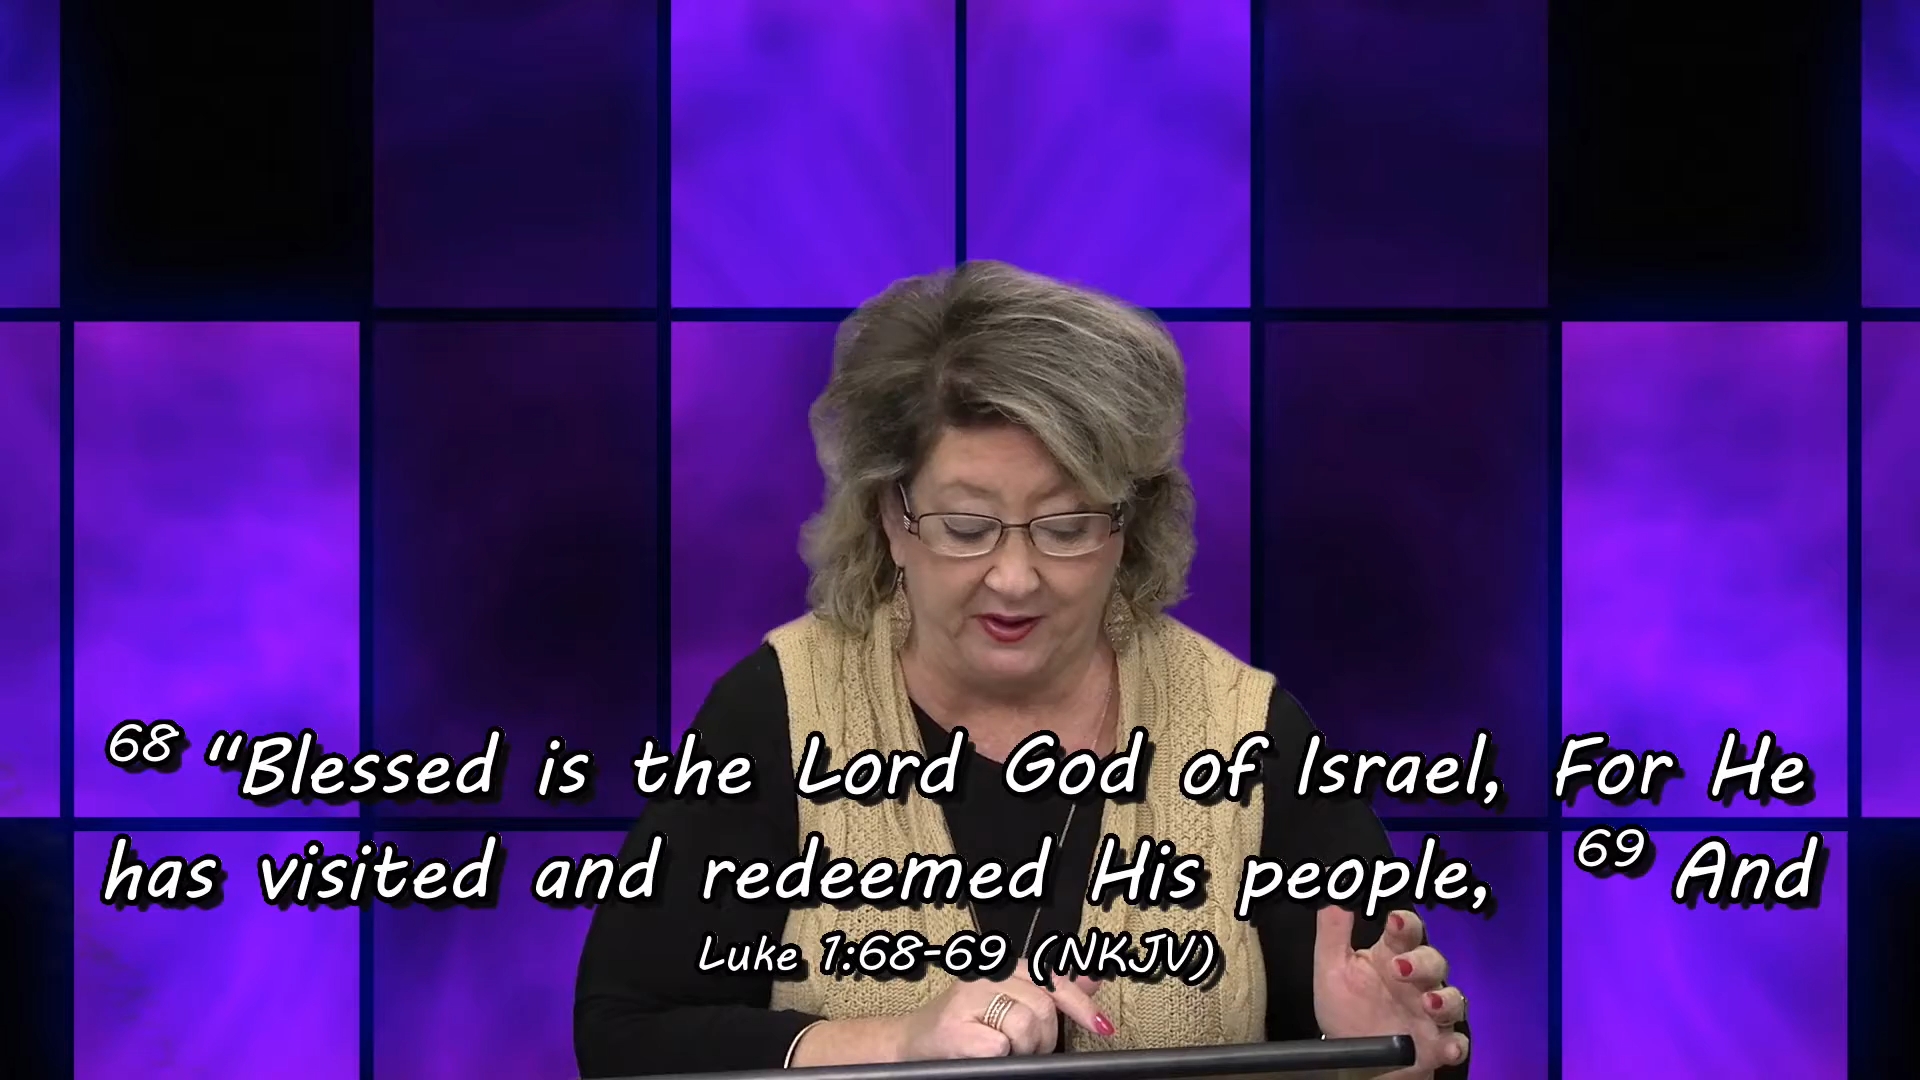 68 “Blessed is the Lord God of Israel, For He
has visited and redeemed His people, 69 And
Luke 1:68-69 (NKJV)